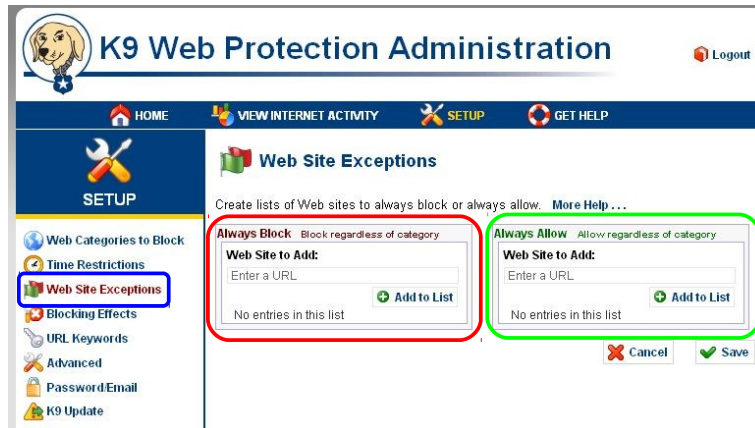 K9 Web Protection Administration
Logout
HOME
VIEW INTERNET ACTIVITY
SETUP
GET HELP
SETUP
Web Categories to Block
Time Restrictions
Web Site Exceptions
Blocking Effects
URL Keywords
Advanced
Password/Email
K9 Update
Web Site Exceptions
Create lists of Web sites to always block or always allow. More Help . . .
Always Block Block regardless of category
Web Site to Add:
Enter a URL
Add to List
No entries in this list
Always Allow Allow regardless of category
Web Site to Add:
Enter a URL
Add to List
No entries in this list
Cancel
Save